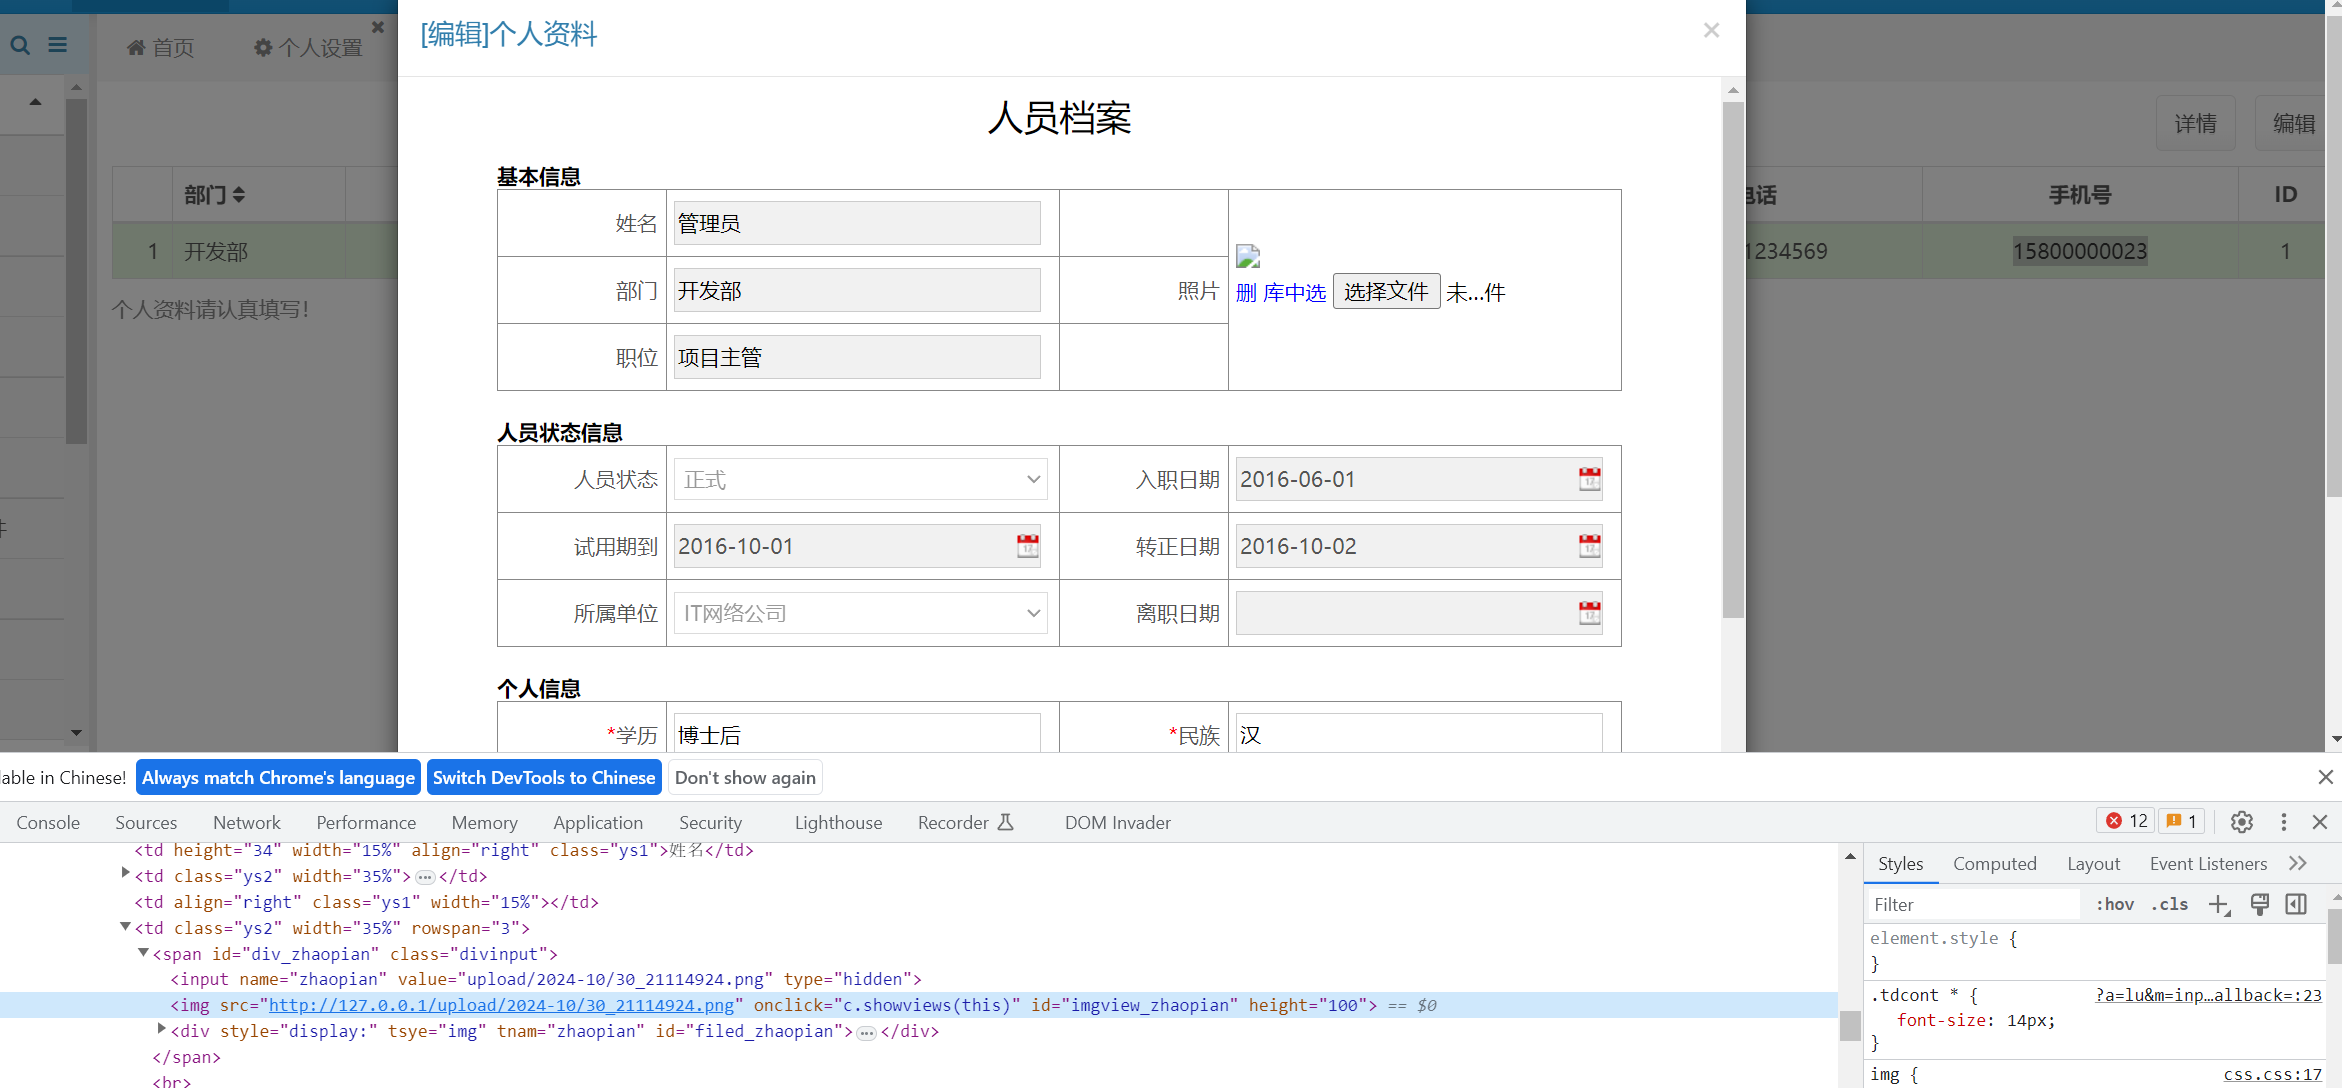 [编辑]个人资料
×
首页
个人设置
详情
编辑
部门
电话
手机号
ID
1
开发部
1234569
15800000023
1
个人资料请认真填写！
人员档案
基本信息
姓名
管理员
部门
开发部
照片
删 库中选 选择文件 未...件
职位
项目主管
人员状态信息
人员状态
正式
入职日期
2016-06-01
试用期到
2016-10-01
转正日期
2016-10-02
所属单位
IT网络公司
离职日期
个人信息
*学历
博士后
*民族
汉
件
lable in Chinese!
Always match Chrome's language
Switch DevTools to Chinese
Don't show again
Console
Sources
Network
Performance
Memory
Application
Security
Lighthouse
Recorder
DOM Invader
12
1
<td height="34" width="15%" align="right" class="ys1">姓名</td>
<td class="ys2" width="35%">…</td>
<td align="right" class="ys1" width="15%"></td>
<td class="ys2" width="35%" rowspan="3">
<span id="div_zhaopian" class="divinput">
<input name="zhaopian" value="upload/2024-10/30_21114924.png" type="hidden">
<img src="http://127.0.0.1/upload/2024-10/30_21114924.png" onclick="c.showviews(this)" id="imgview_zhaopian" height="100"> == $0
<div style="display:" tsye="img" tnam="zhaopian" id="filed_zhaopian">…</div>
</span>
<br>
Styles
Computed
Layout
Event Listeners
Filter
:hov
.cls
element.style {
}
.tdcont * {
?a=lu&m=inp…allback=:23
font-size: 14px;
}
img {
css.css:17